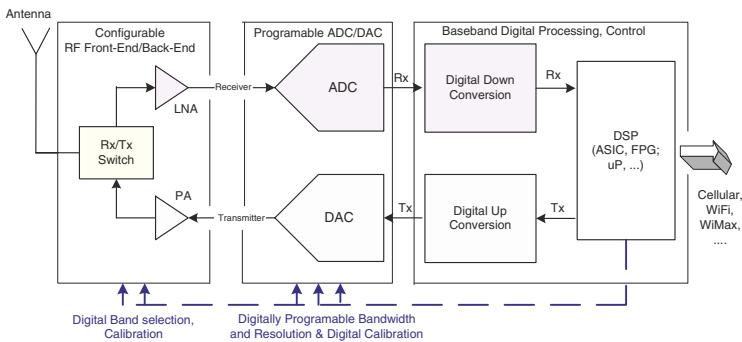 Antenna
Configurable
RF Front-End/Back-End
Programable ADC/DAC
Baseband Digital Processing, Control
LNA
Receiver
ADC
Rx
Digital Down
Conversion
Rx
Rx/Tx
Switch
DSP
(ASIC, FPG;
uP, ...)
PA
Transmitter
DAC
Tx
Digital Up
Conversion
Tx
Cellular,
WiFi,
WiMax,
....
Digital Band selection,
Calibration
Digitally Programable Bandwidth
and Resolution & Digital Calibration